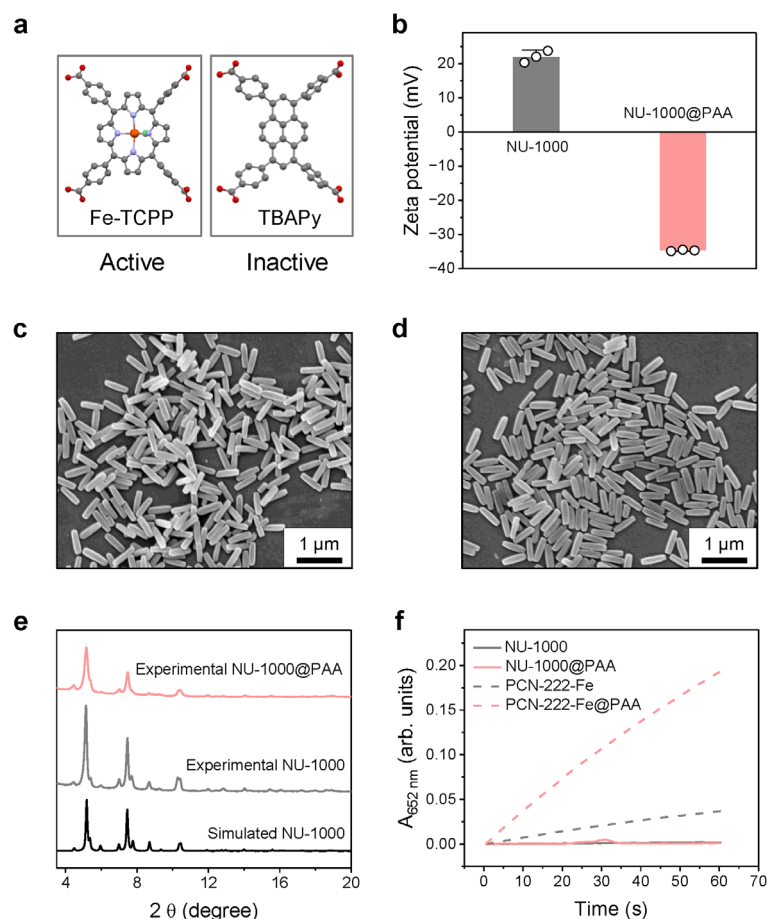 a
Fe-TCPP
TBAPy
Active
Inactive
b
Zeta potential (mV)
20
10
0
−10
−20
−30
−40
NU-1000
NU-1000@PAA
c
1 μm
d
1 μm
e
Experimental NU-1000@PAA
Experimental NU-1000
Simulated NU-1000
4 8 12 16 20
2 θ (degree)
f
NU-1000
NU-1000@PAA
PCN-222-Fe
PCN-222-Fe@PAA
A652 nm (arb. units)
0.20
0.15
0.10
0.05
0.00
0 10 20 30 40 50 60 70
Time (s)